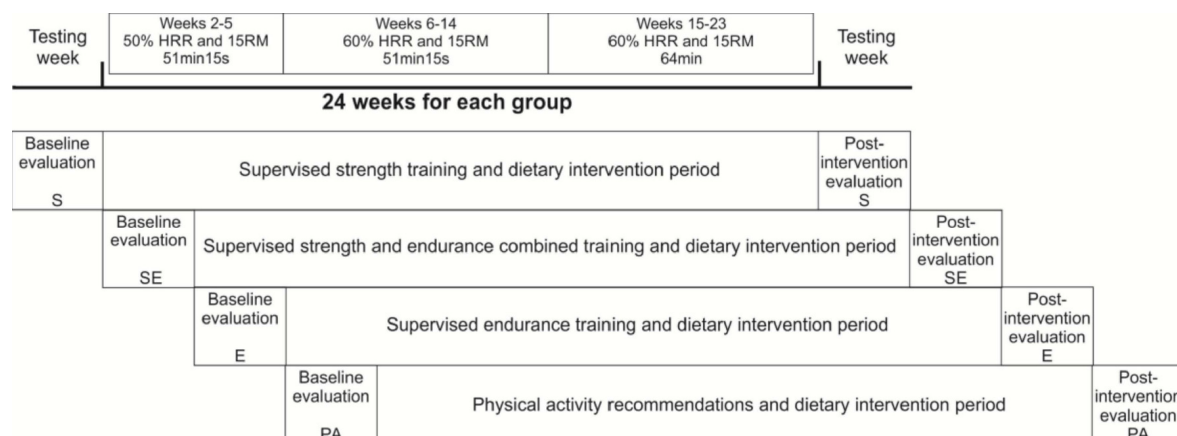 Testing
week
Weeks 2-5
50% HRR and 15RM
51min15s
Weeks 6-14
60% HRR and 15RM
51min15s
Weeks 15-23
60% HRR and 15RM
64min
Testing
week
24 weeks for each group
Baseline
evaluation
S
Supervised strength training and dietary intervention period
Post-
intervention
evaluation
S
Baseline
evaluation
SE
Supervised strength and endurance combined training and dietary intervention period
Post-
intervention
evaluation
SE
Baseline
evaluation
E
Supervised endurance training and dietary intervention period
Post-
intervention
evaluation
E
Baseline
evaluation
PA
Physical activity recommendations and dietary intervention period
Post-
intervention
evaluation
PA